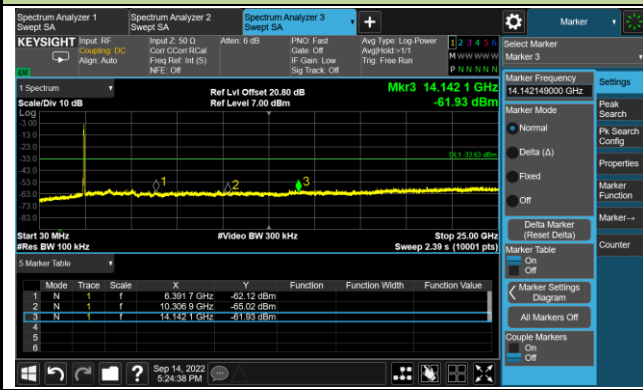 Spectrum Analyzer 1
Swept SA
Spectrum Analyzer 2
Swept SA
Spectrum Analyzer 3
Swept SA
Marker
KEYSIGHT
Input: RF
Coupling: DC
Align: Auto
Input Z: 50 Ω
Corr CCorr RCal
Freq Ref: Int (S)
NFE: Off
Atten: 6 dB
PNO: Fast
Gate: Off
IF Gain: Low
Sig Track: Off
Avg Type: Log-Power
Avg|Hold:>1/1
Trig: Free Run
1 2 3 4 5 6
M W W W W W
P N N N N N
LXI
Select Marker
Marker 3
1 Spectrum
Scale/Div 10 dB
Log
Ref Lvl Offset 20.80 dB
Ref Level 7.00 dBm
Mkr3 14.142 1 GHz
-61.93 dBm
-3.00
-13.0
-23.0
-33.0
-43.0
-53.0
-63.0
-73.0
-83.0
DL1 -33.63 dBm
1
2
3
Start 30 MHz
#Res BW 100 kHz
#Video BW 300 kHz
Stop 25.00 GHz
Sweep 2.39 s (10001 pts)
5 Marker Table
Mode Trace Scale X Y Function Function Width Function Value
1 N 1 f 6.391 7 GHz -62.12 dBm
2 N 1 f 10.306 9 GHz -65.02 dBm
3 N 1 f 14.142 1 GHz -61.93 dBm
4
5
6
Marker Frequency
14.142149000 GHz
Marker Mode
Normal
Delta (Δ)
Fixed
Off
Delta Marker
(Reset Delta)
Marker Table
On
Off
Marker Settings
Diagram
All Markers Off
Couple Markers
On
Off
Settings
Peak
Search
Pk Search
Config
Properties
Marker
Function
Marker→
Counter
Sep 14, 2022
5:24:38 PM